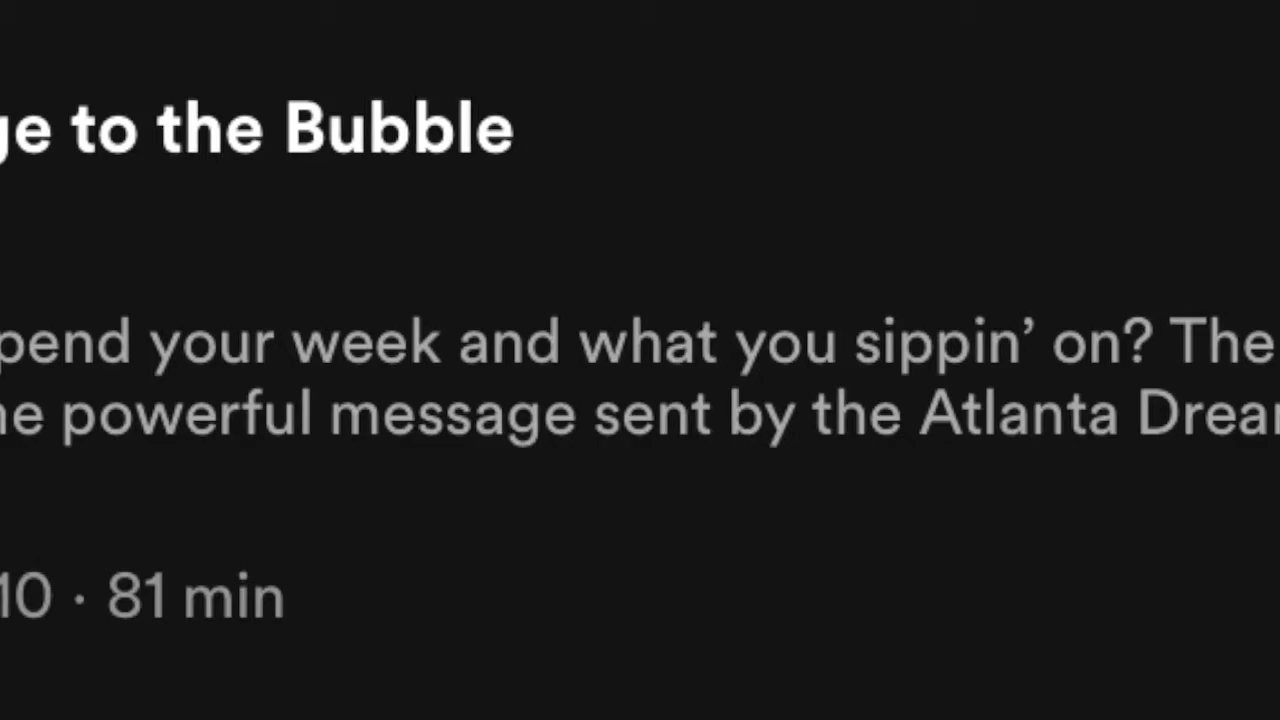 ge to the Bubble
pend your week and what you sippin’ on? The
he powerful message sent by the Atlanta Drea
10 · 81 min